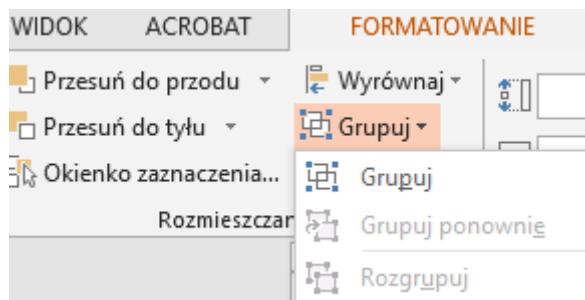 WIDOK ACROBAT FORMATOWANIE
Przesuń do przodu Wyrównaj
Przesuń do tyłu Grupuj
Okienko zaznaczenia...
Rozmieszczan
Grupuj
Grupuj ponownie
Rozgrupuj